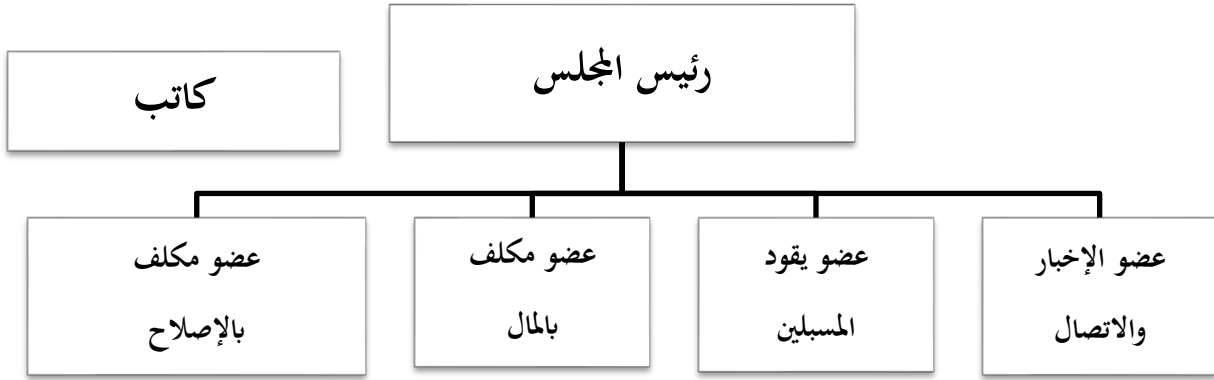 رئيس المجلس
كاتب
عضو الإخبار
والاتصال
عضو يقود
المسبلين
عضو مكلف
بالمال
عضو مكلف
بالإصلاح